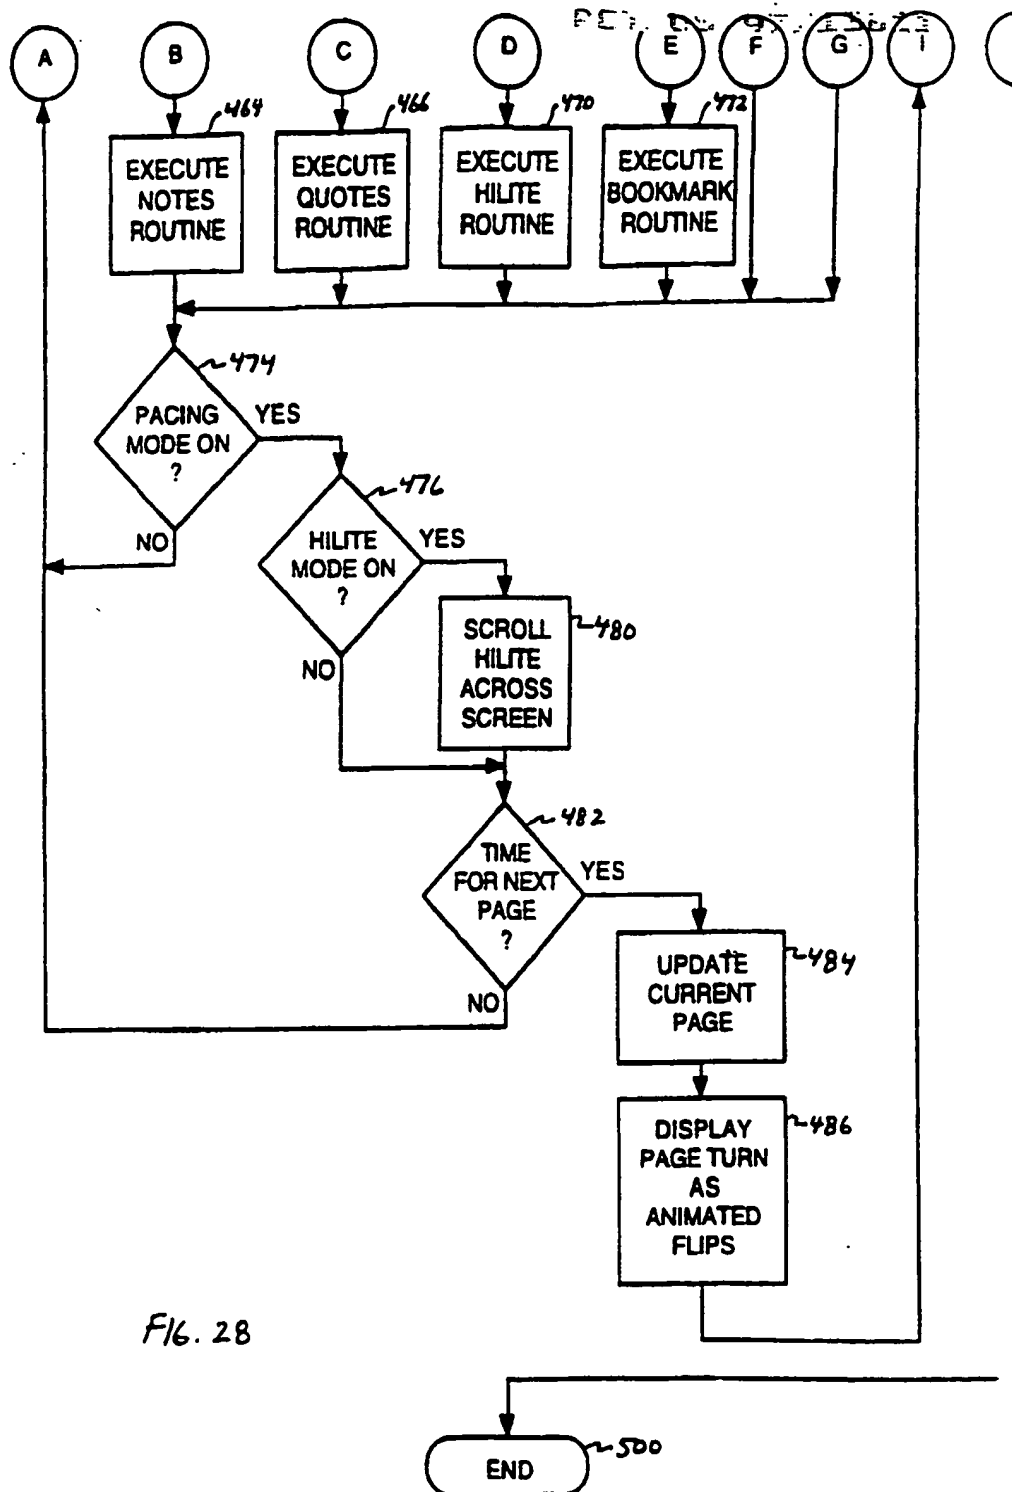 A B C D E F G I
464
466
470
472
EXECUTE
NOTES
ROUTINE
EXECUTE
QUOTES
ROUTINE
EXECUTE
HILITE
ROUTINE
EXECUTE
BOOKMARK
ROUTINE
474
PACING
MODE ON
?
YES
NO
476
HILITE
MODE ON
?
YES
NO
480
SCROLL
HILITE
ACROSS
SCREEN
482
TIME
FOR NEXT
PAGE
?
YES
NO
484
UPDATE
CURRENT
PAGE
486
DISPLAY
PAGE TURN
AS
ANIMATED
FLIPS
FIG. 28
500
END